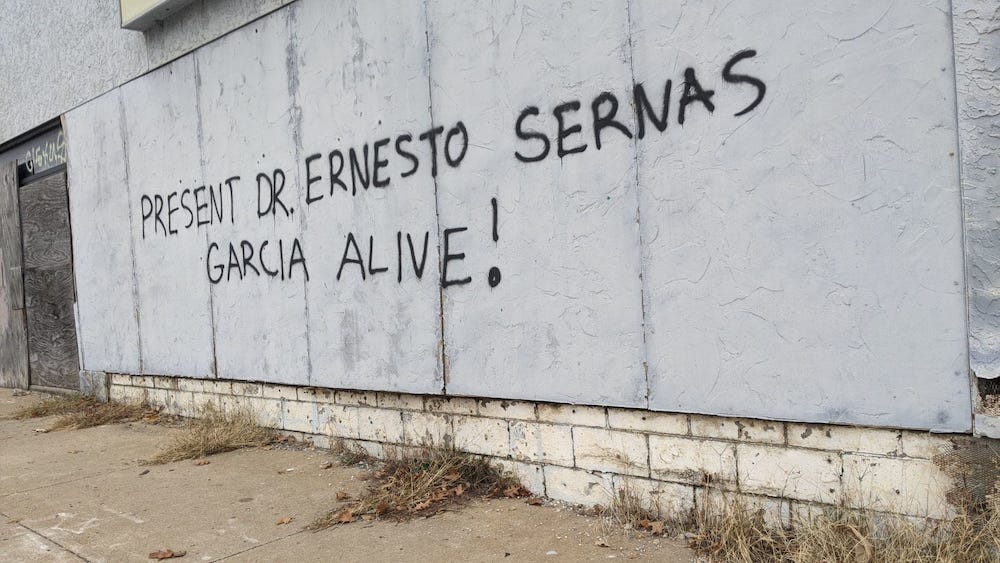 PRESENT DR. ERNESTO SERNAS
GARCIA ALIVE!